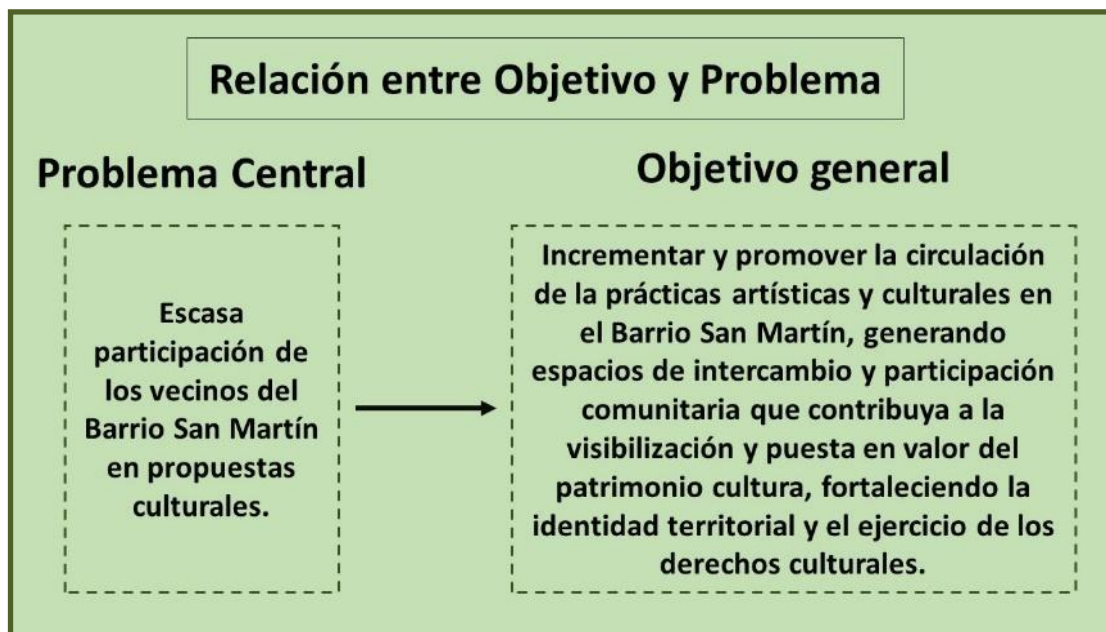 Relación entre Objetivo y Problema
Problema Central
Escasa
participación de
los vecinos del
Barrio San Martín
en propuestas
culturales.
Objetivo general
Incrementar y promover la circulación
de la prácticas artísticas y culturales en
el Barrio San Martín, generando
espacios de intercambio y participación
comunitaria que contribuya a la
visibilización y puesta en valor del
patrimonio cultura, fortaleciendo la
identidad territorial y el ejercicio de los
derechos culturales.